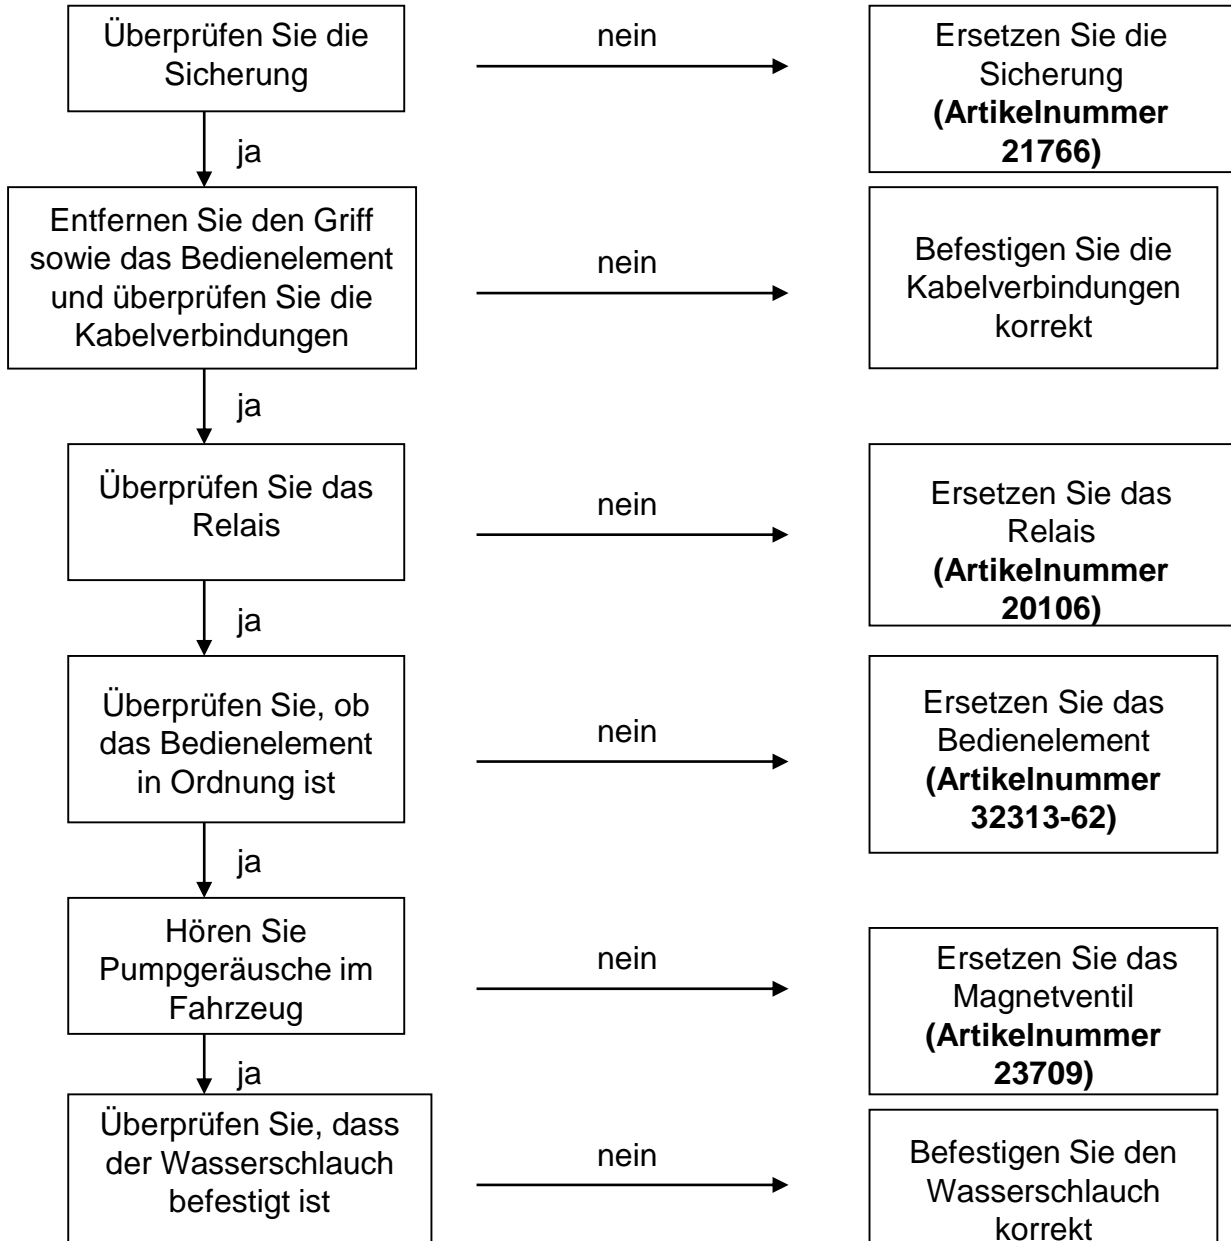 Überprüfen Sie die
Sicherung
nein
Ersetzen Sie die
Sicherung
(Artikelnummer
21766)
ja
Entfernen Sie den Griff
sowie das Bedienelement
und überprüfen Sie die
Kabelverbindungen
nein
Befestigen Sie die
Kabelverbindungen
korrekt
ja
Überprüfen Sie das
Relais
nein
Ersetzen Sie das
Relais
(Artikelnummer
20106)
ja
Überprüfen Sie, ob
das Bedienelement
in Ordnung ist
nein
Ersetzen Sie das
Bedienelement
(Artikelnummer
32313-62)
ja
Hören Sie
Pumpgeräusche im
Fahrzeug
nein
Ersetzen Sie das
Magnetventil
(Artikelnummer
23709)
ja
Überprüfen Sie, dass
der Wasserschlauch
befestigt ist
nein
Befestigen Sie den
Wasserschlauch
korrekt